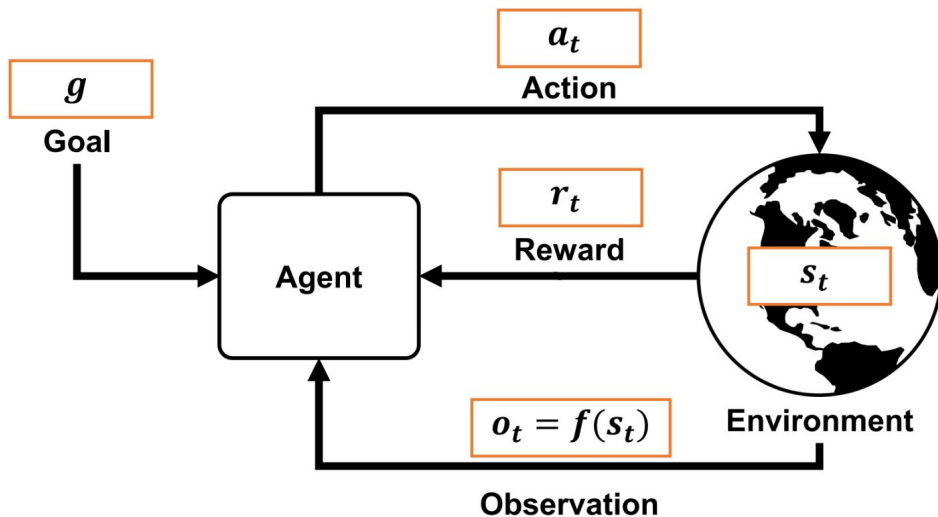 a_t
Action
g
Goal
r_t
Reward
Agent
s_t
o_t = f(s_t)
Environment
Observation